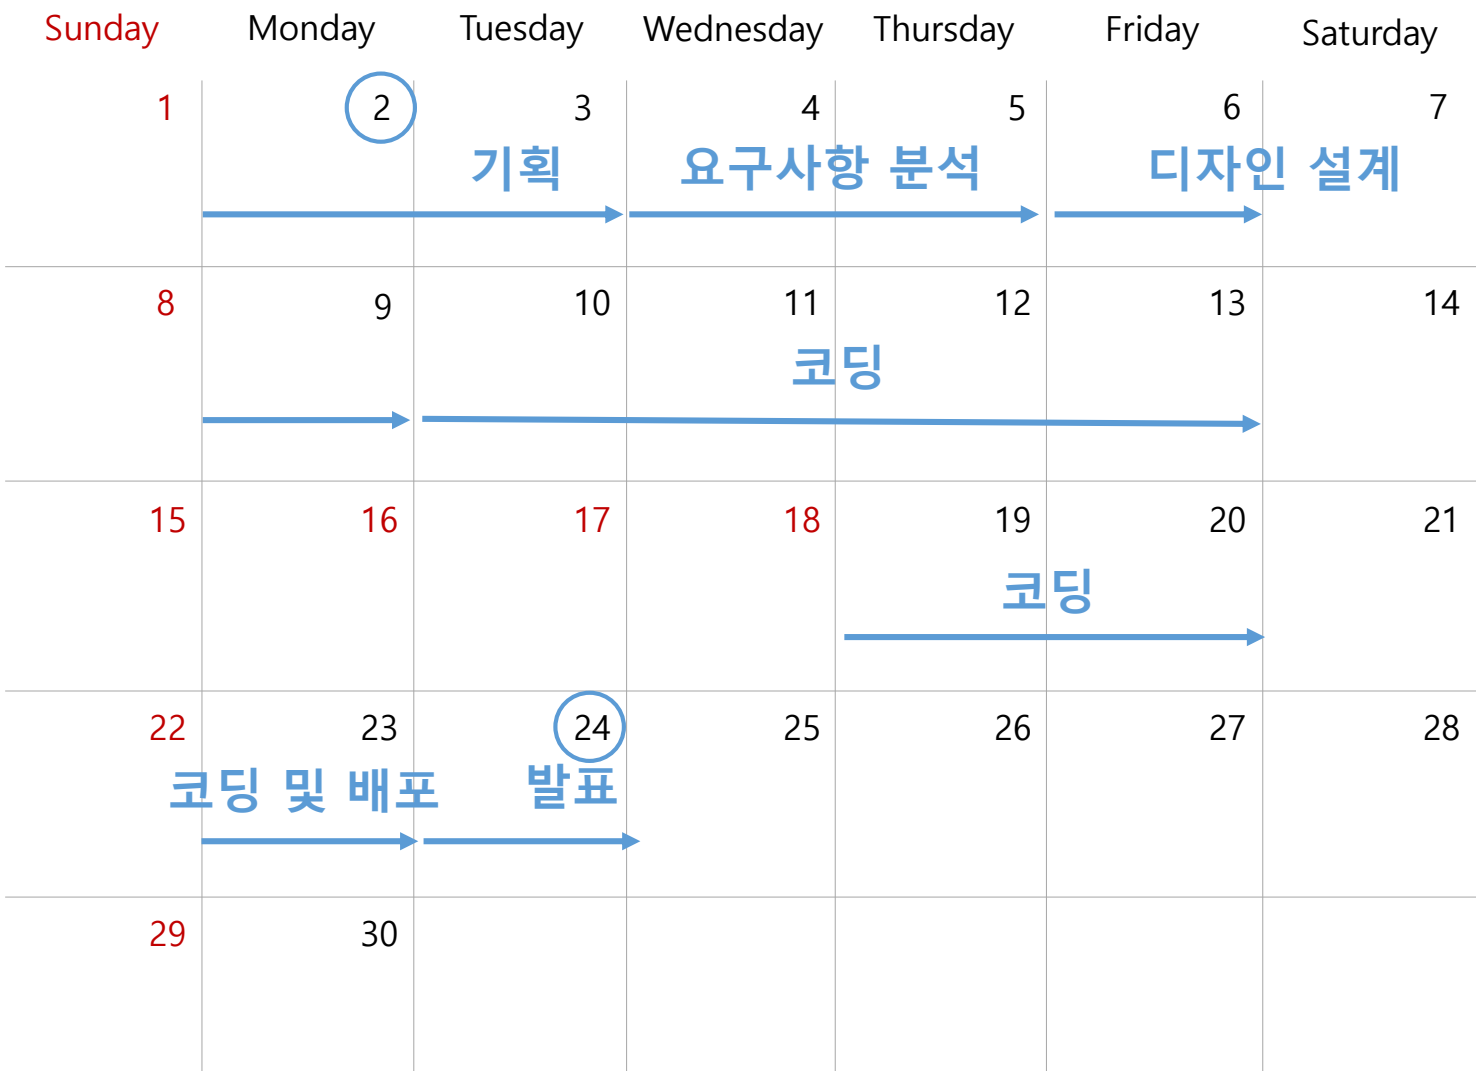 Sunday Monday Tuesday Wednesday Thursday Friday Saturday
1 2 3 4 5 6 7
기획 요구사항 분석 디자인 설계
8 9 10 11 12 13 14
코딩
15 16 17 18 19 20 21
코딩
22 23 24 25 26 27 28
코딩 및 배포 발표
29 30